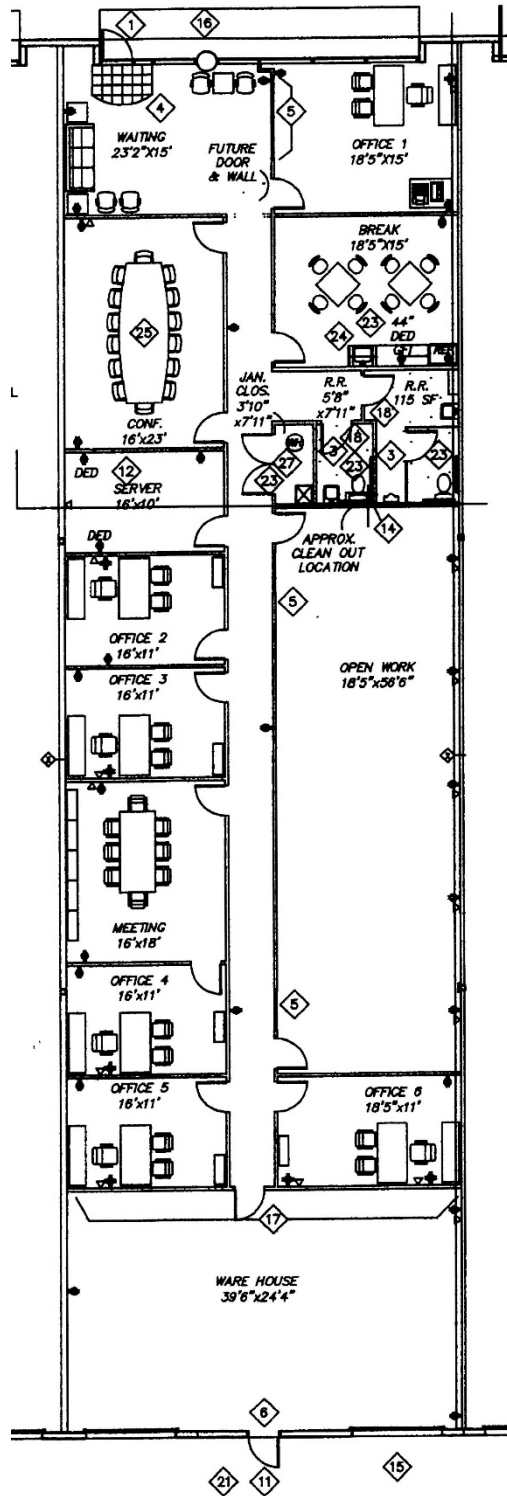 1
16
4
5
WAITING
23'2"X15'
OFFICE 1
18'5"X15'
FUTURE
DOOR
& WALL
BREAK
18'5"X15'
25
23
24
44"
DED
GFI
REF
CONF.
16'x23'
JAN.
CLOS.
3'10"
x7'11"
R.R.
5'8"
x7'11"
R.R.
115 SF
18
18
3
3
27
23
23
23
DED
12
SERVER
16'x10'
DED
14
APPROX.
CLEAN OUT
LOCATION
5
OFFICE 2
16'x11'
OPEN WORK
18'5"x56'6"
OFFICE 3
16'x11'
MEETING
16'x18'
OFFICE 4
16'x11'
5
OFFICE 5
16'x11'
OFFICE 6
18'5"x11'
17
WARE HOUSE
39'6"x24'4"
6
21
11
15